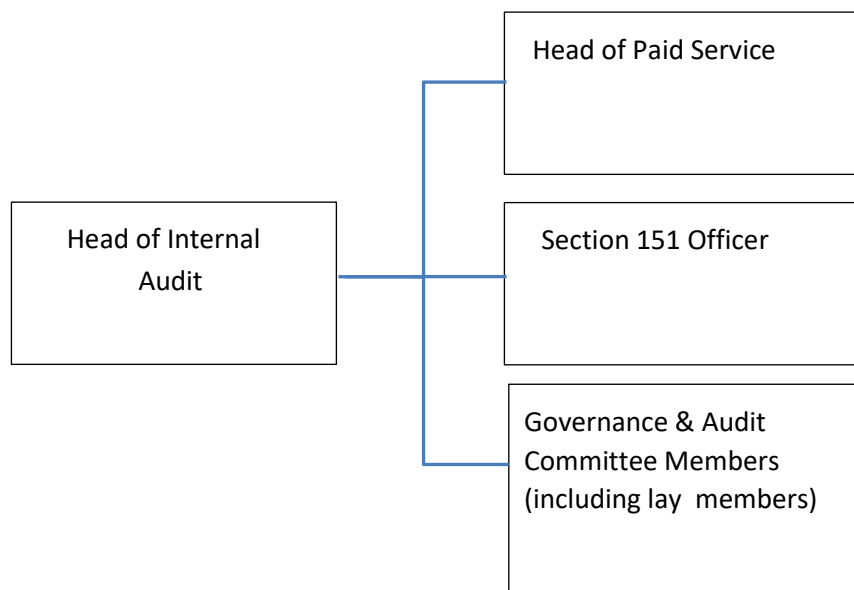 Head of Paid Service
Head of Internal
Audit
Section 151 Officer
Governance & Audit
Committee Members
(including lay  members)